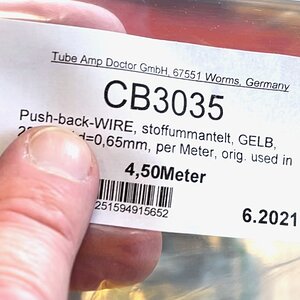 Tube Amp Doctor GmbH, 67551 Worms, Germany
CB3035
Push-back-WIRE, stoffummantelt, GELB,
d=0,65mm, per Meter, orig. used in
4,50Meter
251594915652
6.2021